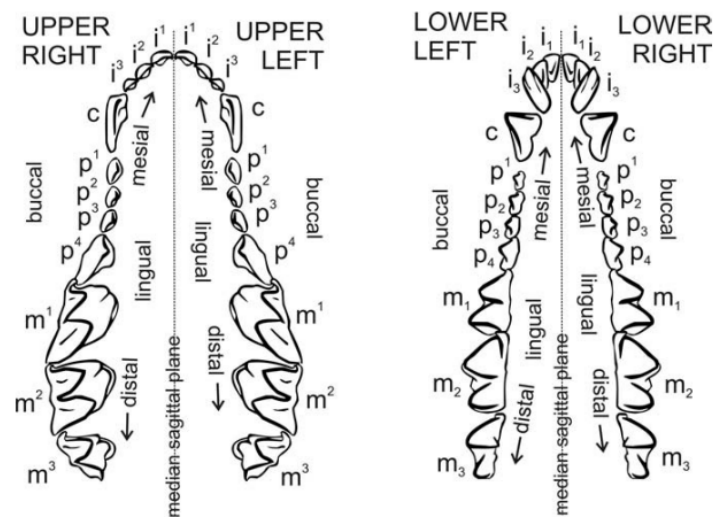 UPPER
RIGHT
UPPER
LEFT
i³ i² i¹ i¹ i² i³
c
c
mesial
mesial
p¹
p²
p³
p⁴
p¹
p²
p³
p⁴
buccal
buccal
lingual
lingual
m¹
m²
m³
m¹
m²
m³
distal
distal
median sagittal plane
LOWER
LEFT
LOWER
RIGHT
i₃ i₂ i₁ i₁ i₂ i₃
c
c
mesial
mesial
p¹
p₂
p₃
p₄
p¹
p₂
p₃
p₄
buccal
buccal
lingual
lingual
m₁
m₂
m₃
m₁
m₂
m₃
distal
distal
median sagittal plane